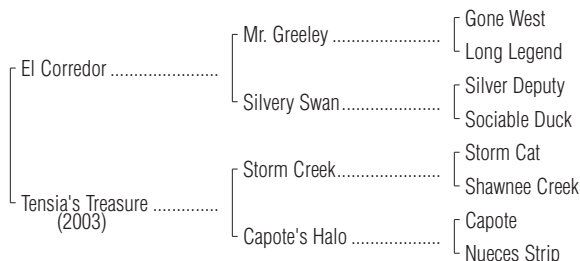 Gone West
Mr. Greeley ........................
Long Legend
El Corredor ........................
Silver Deputy
Silvery Swan.....................
Sociable Duck
Storm Cat
Storm Creek......................
Shawnee Creek
Tensia's Treasure ...............
(2003)
Capote
Capote's Halo ....................
Nueces Strip